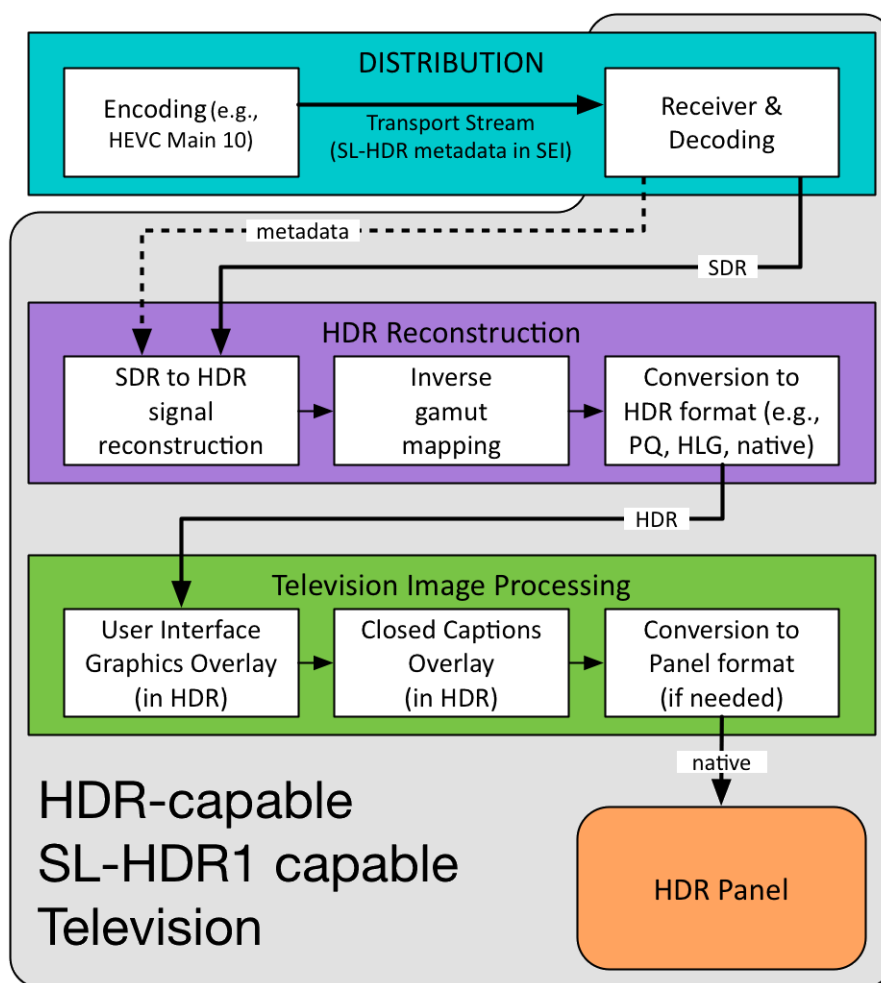 DISTRIBUTION
Encoding (e.g.,
HEVC Main 10)
Transport Stream
(SL-HDR metadata in SEI)
Receiver &
Decoding
metadata
SDR
HDR Reconstruction
SDR to HDR
signal
reconstruction
Inverse
gamut
mapping
Conversion to
HDR format (e.g.,
PQ, HLG, native)
HDR
Television Image Processing
User Interface
Graphics Overlay
(in HDR)
Closed Captions
Overlay
(in HDR)
Conversion to
Panel format
(if needed)
native
HDR-capable
SL-HDR1 capable
Television
HDR Panel